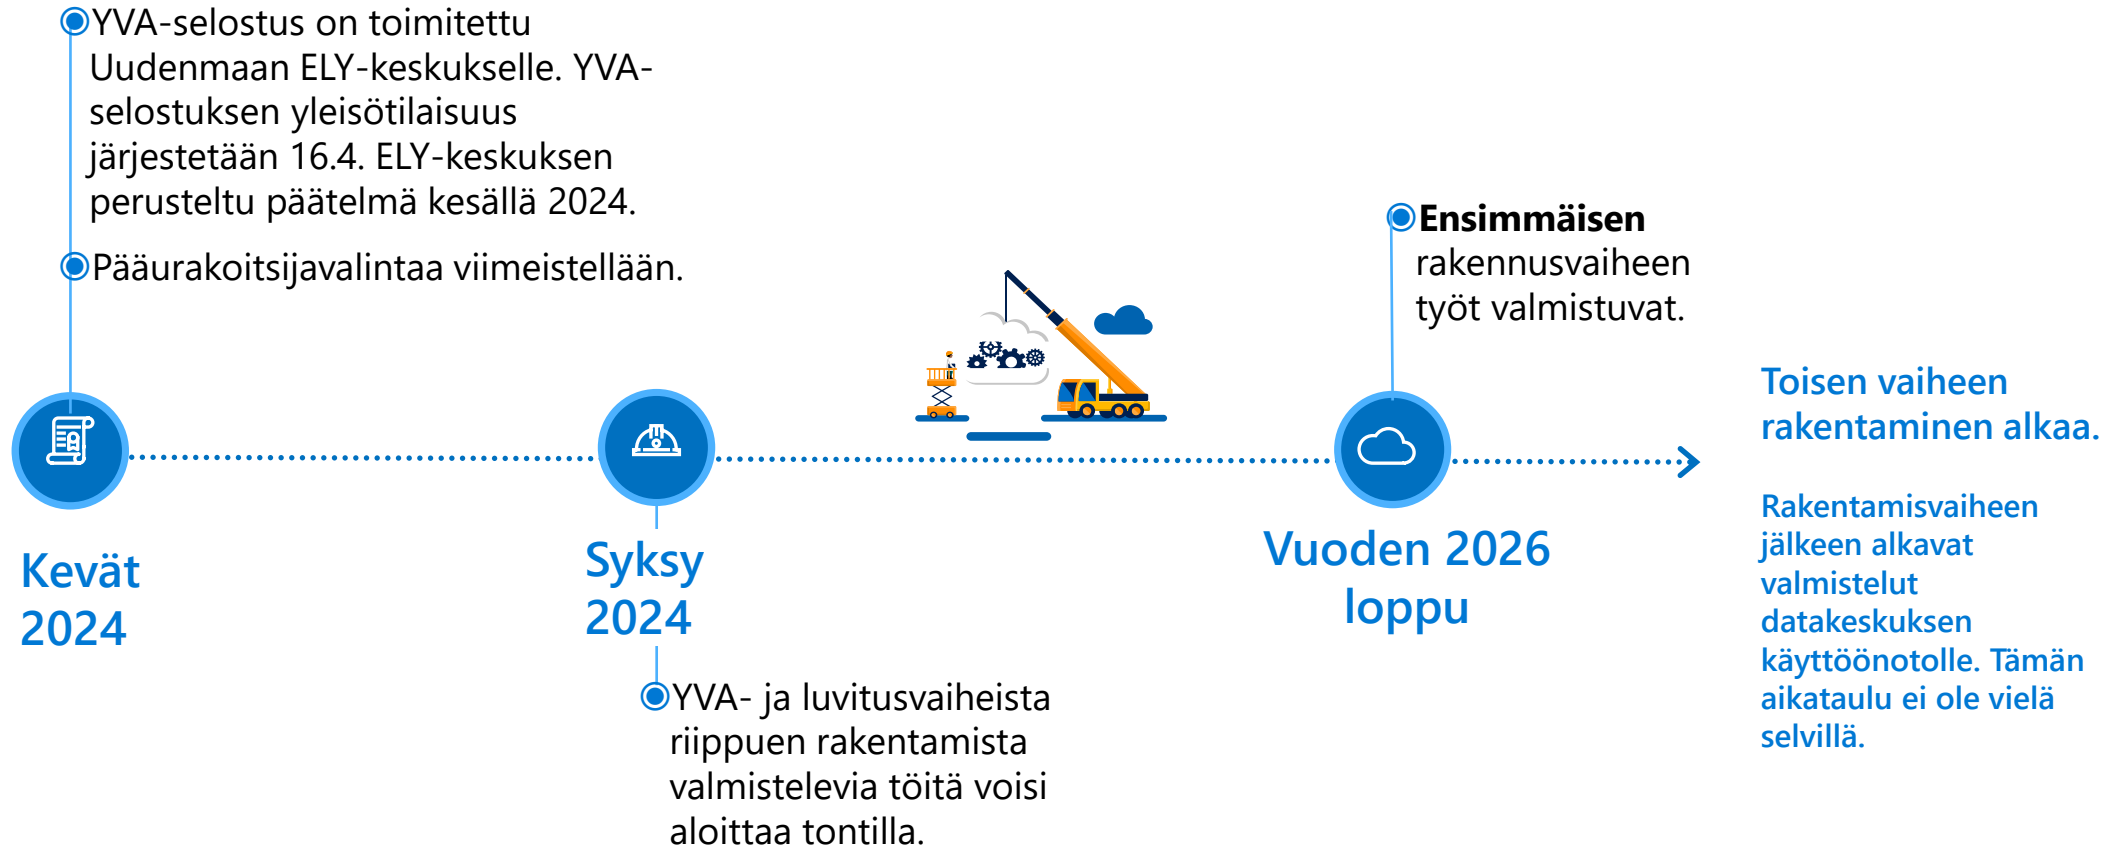 YVA-selostus on toimitettu
Uudenmaan ELY-keskukselle. YVA-
selostuksen yleisötilaisuus
järjestetään 16.4. ELY-keskuksen
perusteltu päätelmä kesällä 2024.
Pääurakoitsijavalintaa viimeistellään.
Kevät
2024
Syksy
2024
YVA- ja luvitusvaiheista
riippuen rakentamista
valmistelevia töitä voisi
aloittaa tontilla.
Ensimmäisen
rakennusvaiheen
työt valmistuvat.
Vuoden 2026
loppu
Toisen vaiheen
rakentaminen alkaa.
Rakentamisvaiheen
jälkeen alkavat
valmistelut
datakeskuksen
käyttöönotolle. Tämän
aikataulu ei ole vielä
selvillä.